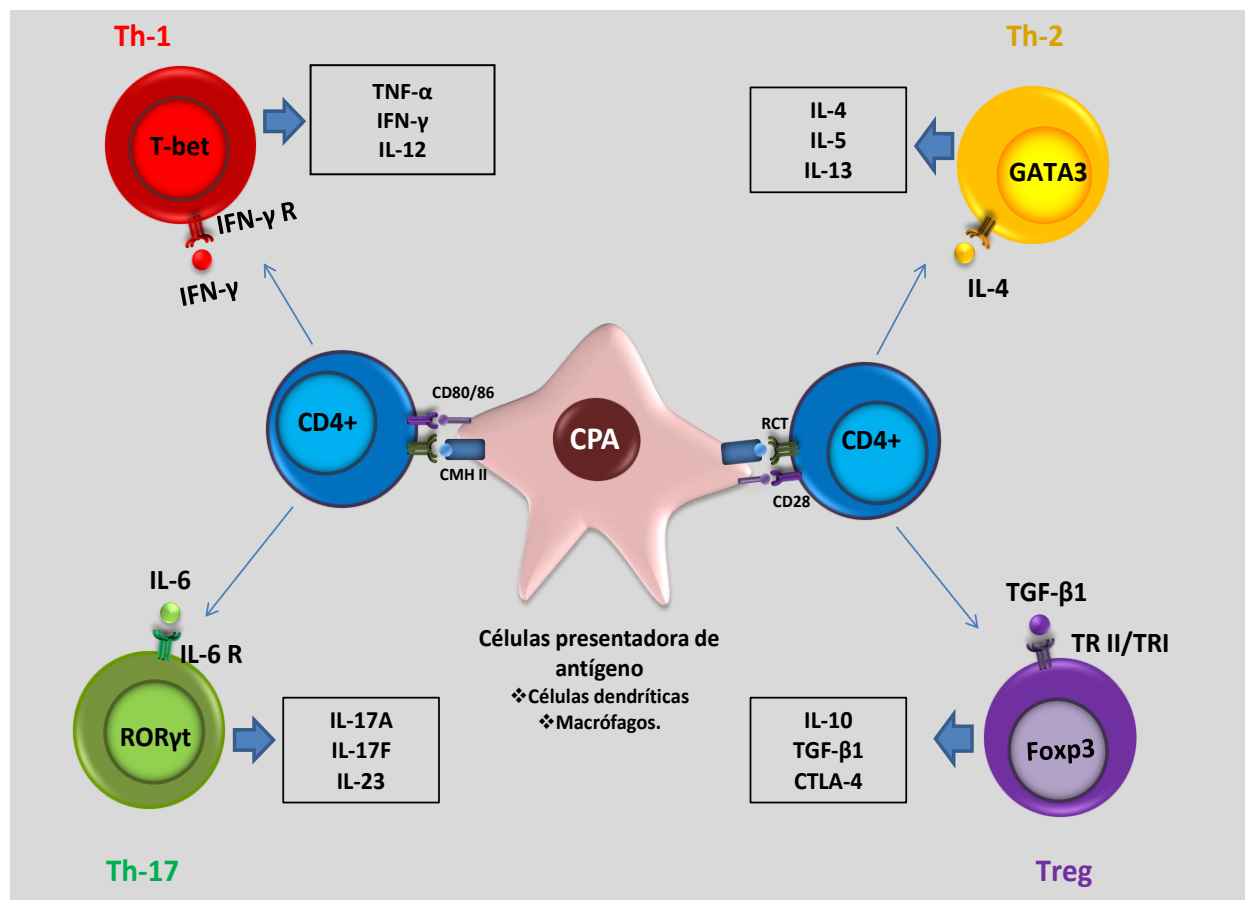 Th-1
Th-2
T-bet
TNF-α
IFN-γ
IL-12
IL-4
IL-5
IL-13
GATA3
IFN-γ R
IFN-γ
IL-4
CD4+
CD80/86
CMH II
CPA
RCT
CD28
CD4+
IL-6
IL-6 R
Células presentadora de
antígeno
❖Células dendríticas
❖Macrófagos.
TGF-β1
TR II/TRI
RORγt
IL-17A
IL-17F
IL-23
IL-10
TGF-β1
CTLA-4
Foxp3
Th-17
Treg